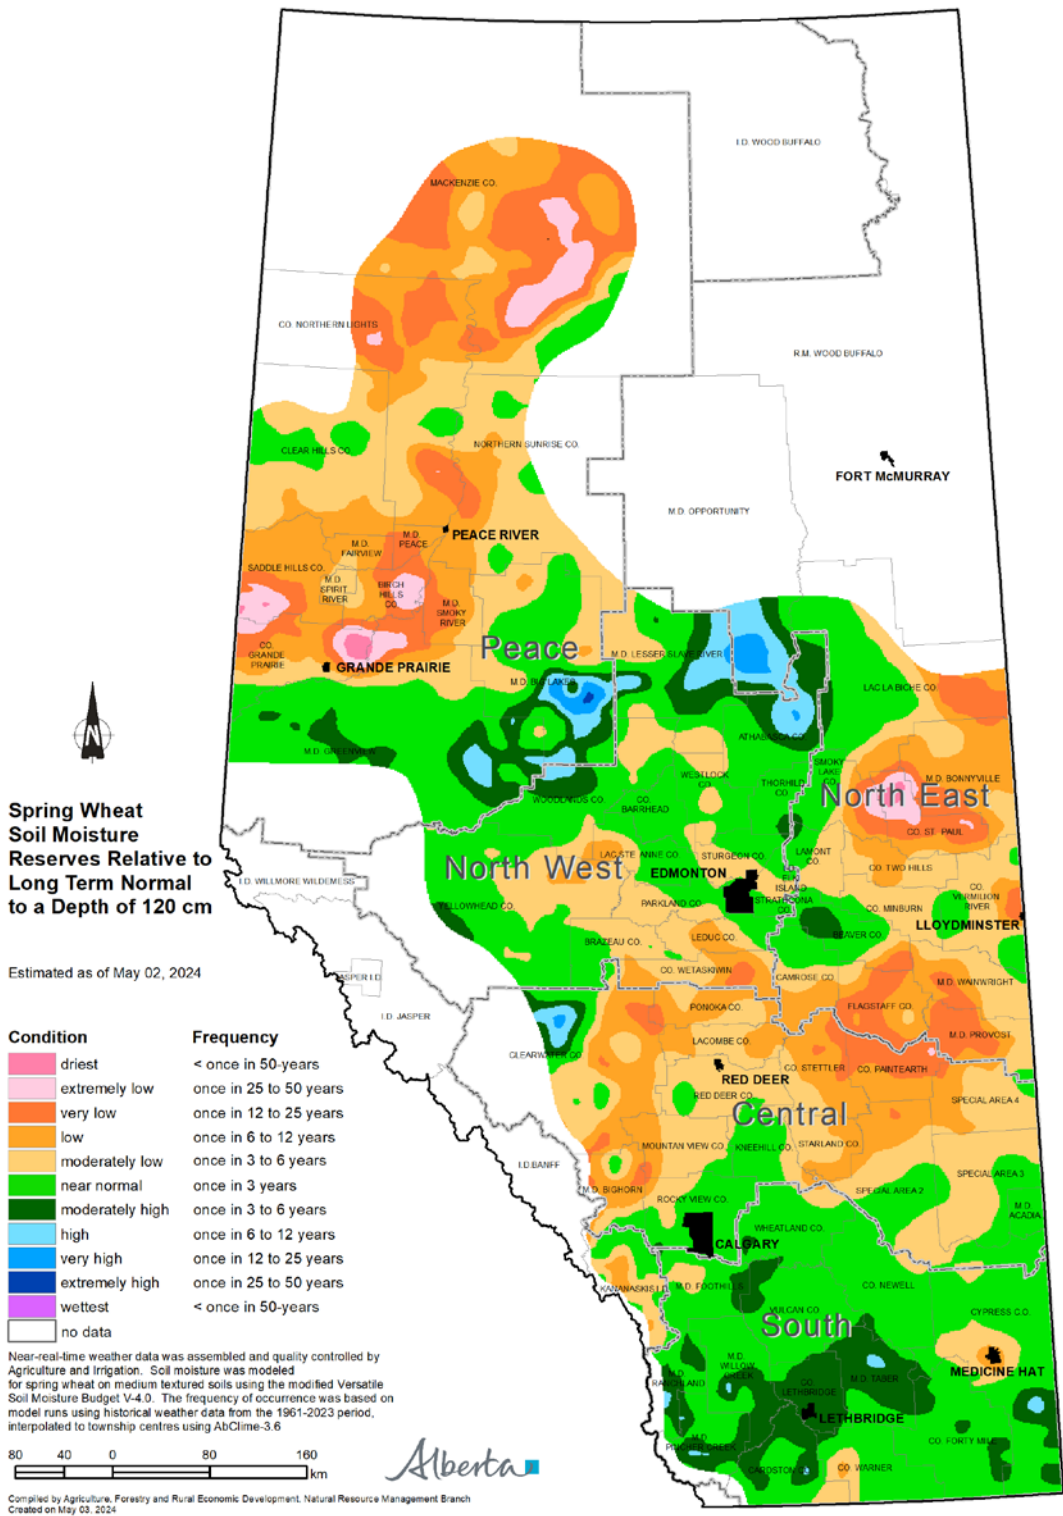 I.D. WOOD BUFFALO
MACKENZIE CO.
CO. NORTHERN LIGHTS
R.M. WOOD BUFFALO
CLEAR HILLS CO.
NORTHERN SUNRISE CO.
FORT McMURRAY
M.D. OPPORTUNITY
PEACE RIVER
M.D.
PEACE
M.D.
FAIRVIEW
SADDLE HILLS CO.
M.D.
SPIRIT
RIVER
BIRCH
HILLS
CO.
M.D.
SMOKY
RIVER
Peace
CO.
GRANDE
PRAIRIE
GRANDE PRAIRIE
M.D. LESSER SLAVE RIVER
M.D. BIG LAKES
LAC LA BICHE CO.
M.D. GREENVIEW
ATHABASCA CO.
N
WESTLOCK
CO.
SMOKY
LAKE
CO.
THORHILD
CO.
M.D. BONNYVILLE
North East
WOODLANDS CO.
CO.
BARRHEAD
CO. ST. PAUL
Spring Wheat
Soil Moisture
Reserves Relative to
Long Term Normal
to a Depth of 120 cm
North West
LAC STE ANNE CO.
STURGEON CO.
LAMONT
CO.
CO. TWO HILLS
EDMONTON
I.D.
ELK
ISLAND
I.D. WILLMORE WILDERNESS
YELLOWHEAD CO.
PARKLAND CO.
STRATHCONA
CO.
CO. MINBURN
CO.
VERMILION
RIVER
LLOYDMINSTER
BRAZEAU CO.
LEDUC CO.
BEAVER CO.
Estimated as of May 02, 2024
JASPER I.D.
CO. WETASKIWIN
CAMROSE CO.
M.D. WAINWRIGHT
I.D. JASPER
PONOKA CO.
FLAGSTAFF CO.
M.D. PROVOST
CLEARWATER CO.
LACOMBE CO.
CO. STETTLER
CO. PAINTEARTH
RED DEER
RED DEER CO.
SPECIAL AREA 4
Central
MOUNTAIN VIEW CO.
KNEEHILL CO.
STARLAND CO.
I.D. BANFF
SPECIAL AREA 3
M.D. BIGHORN
ROCKY VIEW CO.
SPECIAL AREA 2
M.D.
ACADIA
WHEATLAND CO.
CALGARY
KANANASKIS I.D.
M.D. FOOTHILLS
CO. NEWELL
VULCAN CO.
CYPRESS CO.
South
M.D.
WILLOW
CREEK
M.D.
RANCHLAND
CO.
LETHBRIDGE
M.D. TABER
MEDICINE HAT
LETHBRIDGE
M.D.
PINCHER CREEK
CO. FORTY MILE
CARDSTON CO.
CO. WARNER
Condition Frequency
driest < once in 50-years
extremely low once in 25 to 50 years
very low once in 12 to 25 years
low once in 6 to 12 years
moderately low once in 3 to 6 years
near normal once in 3 years
moderately high once in 3 to 6 years
high once in 6 to 12 years
very high once in 12 to 25 years
extremely high once in 25 to 50 years
wettest < once in 50-years
no data
Near-real-time weather data was assembled and quality controlled by
Agriculture and Irrigation. Soil moisture was modeled
for spring wheat on medium textured soils using the modified Versatile
Soil Moisture Budget V-4.0. The frequency of occurrence was based on
model runs using historical weather data from the 1961-2023 period,
interpolated to township centres using AbClime-3.6
80 40 0 80 160
km
Alberta
Compiled by Agriculture, Forestry and Rural Economic Development, Natural Resource Management Branch
Created on May 03, 2024